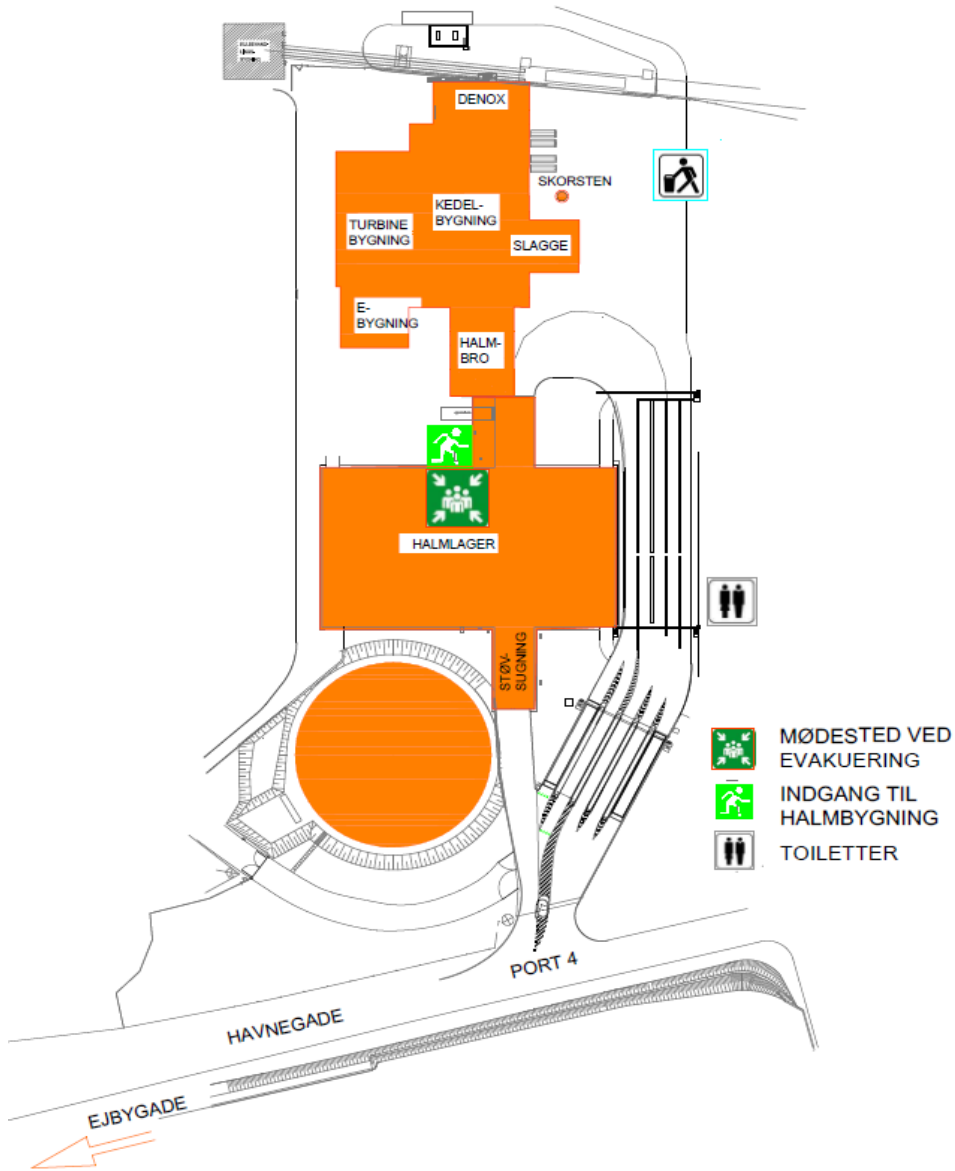 DENOX
SKORSTEN
KEDEL-
BYGNING
TURBINE
BYGNING
SLAGGE
E-
BYGNING
HALM-
BRO
HALMLAGER
STØV-
SUGNING
MØDESTED VED
EVAKUERING
INDGANG TIL
HALMBYGNING
TOILETTER
PORT 4
HAVNEGADE
EJBYGADE